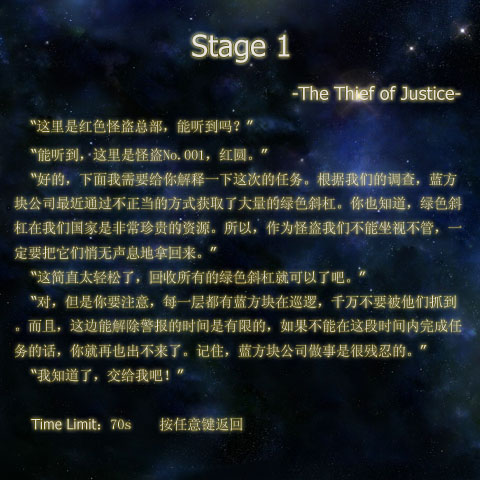 Stage 1
-The Thief of Justice-
“这里是红色怪盗总部，能听到吗？”
“能听到，这里是怪盗No.001，红圆。”
“好的，下面我需要给你解释一下这次的任务。根据我们的调查，蓝方
块公司最近通过不正当的方式获取了大量的绿色斜杠。你也知道，绿色斜
杠在我们国家是非常珍贵的资源。所以，作为怪盗我们不能坐视不管，一
定要把它们悄无声息地拿回来。”
“这简直太轻松了，回收所有的绿色斜杠就可以了吧。”
“对，但是你要注意，每一层都有蓝方块在巡逻，千万不要被他们抓到
。而且，这边能解除警报的时间是有限的，如果不能在这段时间内完成任
务的话，你就再也出不来了。记住，蓝方块公司做事是很残忍的。”
“我知道了，交给我吧！”
Time Limit：70s 按任意键返回